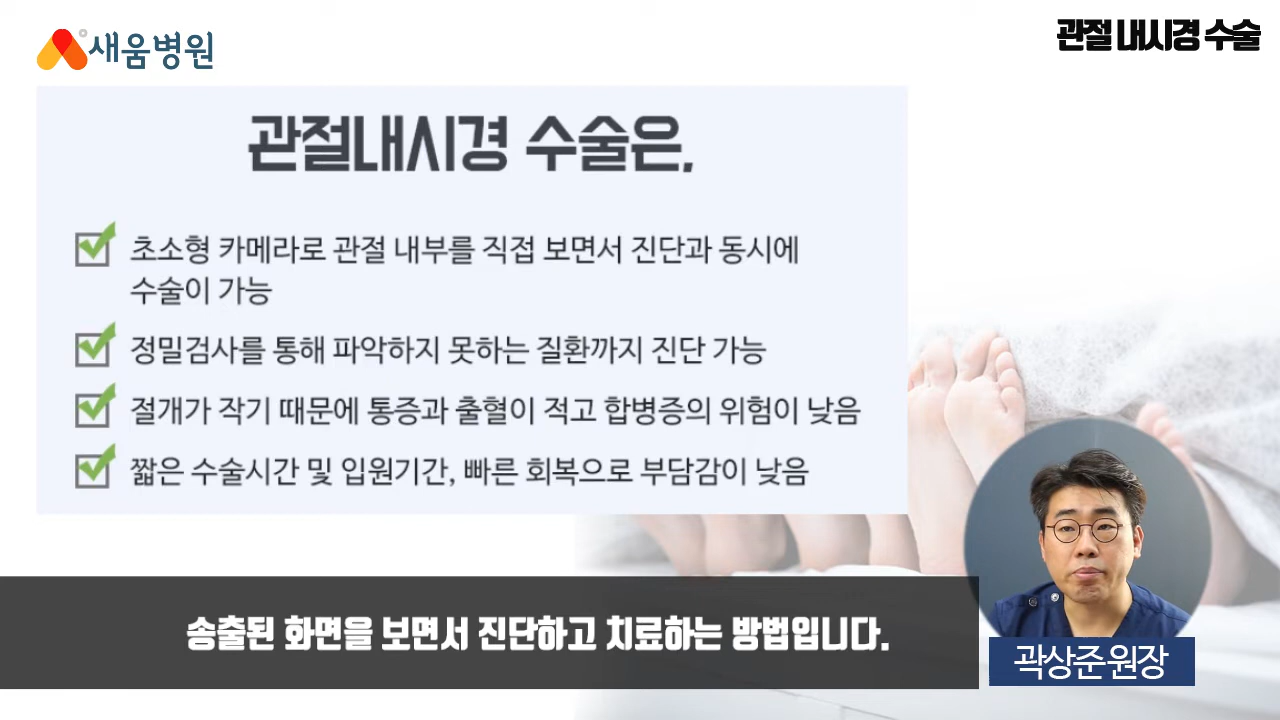 새움병원
관절 내시경 수술
관절내시경 수술은,
초소형 카메라로 관절 내부를 직접 보면서 진단과 동시에
수술이 가능
정밀검사를 통해 파악하지 못하는 질환까지 진단 가능
절개가 작기 때문에 통증과 출혈이 적고 합병증의 위험이 낮음
짧은 수술시간 및 입원기간, 빠른 회복으로 부담감이 낮음
송출된 화면을 보면서 진단하고 치료하는 방법입니다.
곽상준 원장